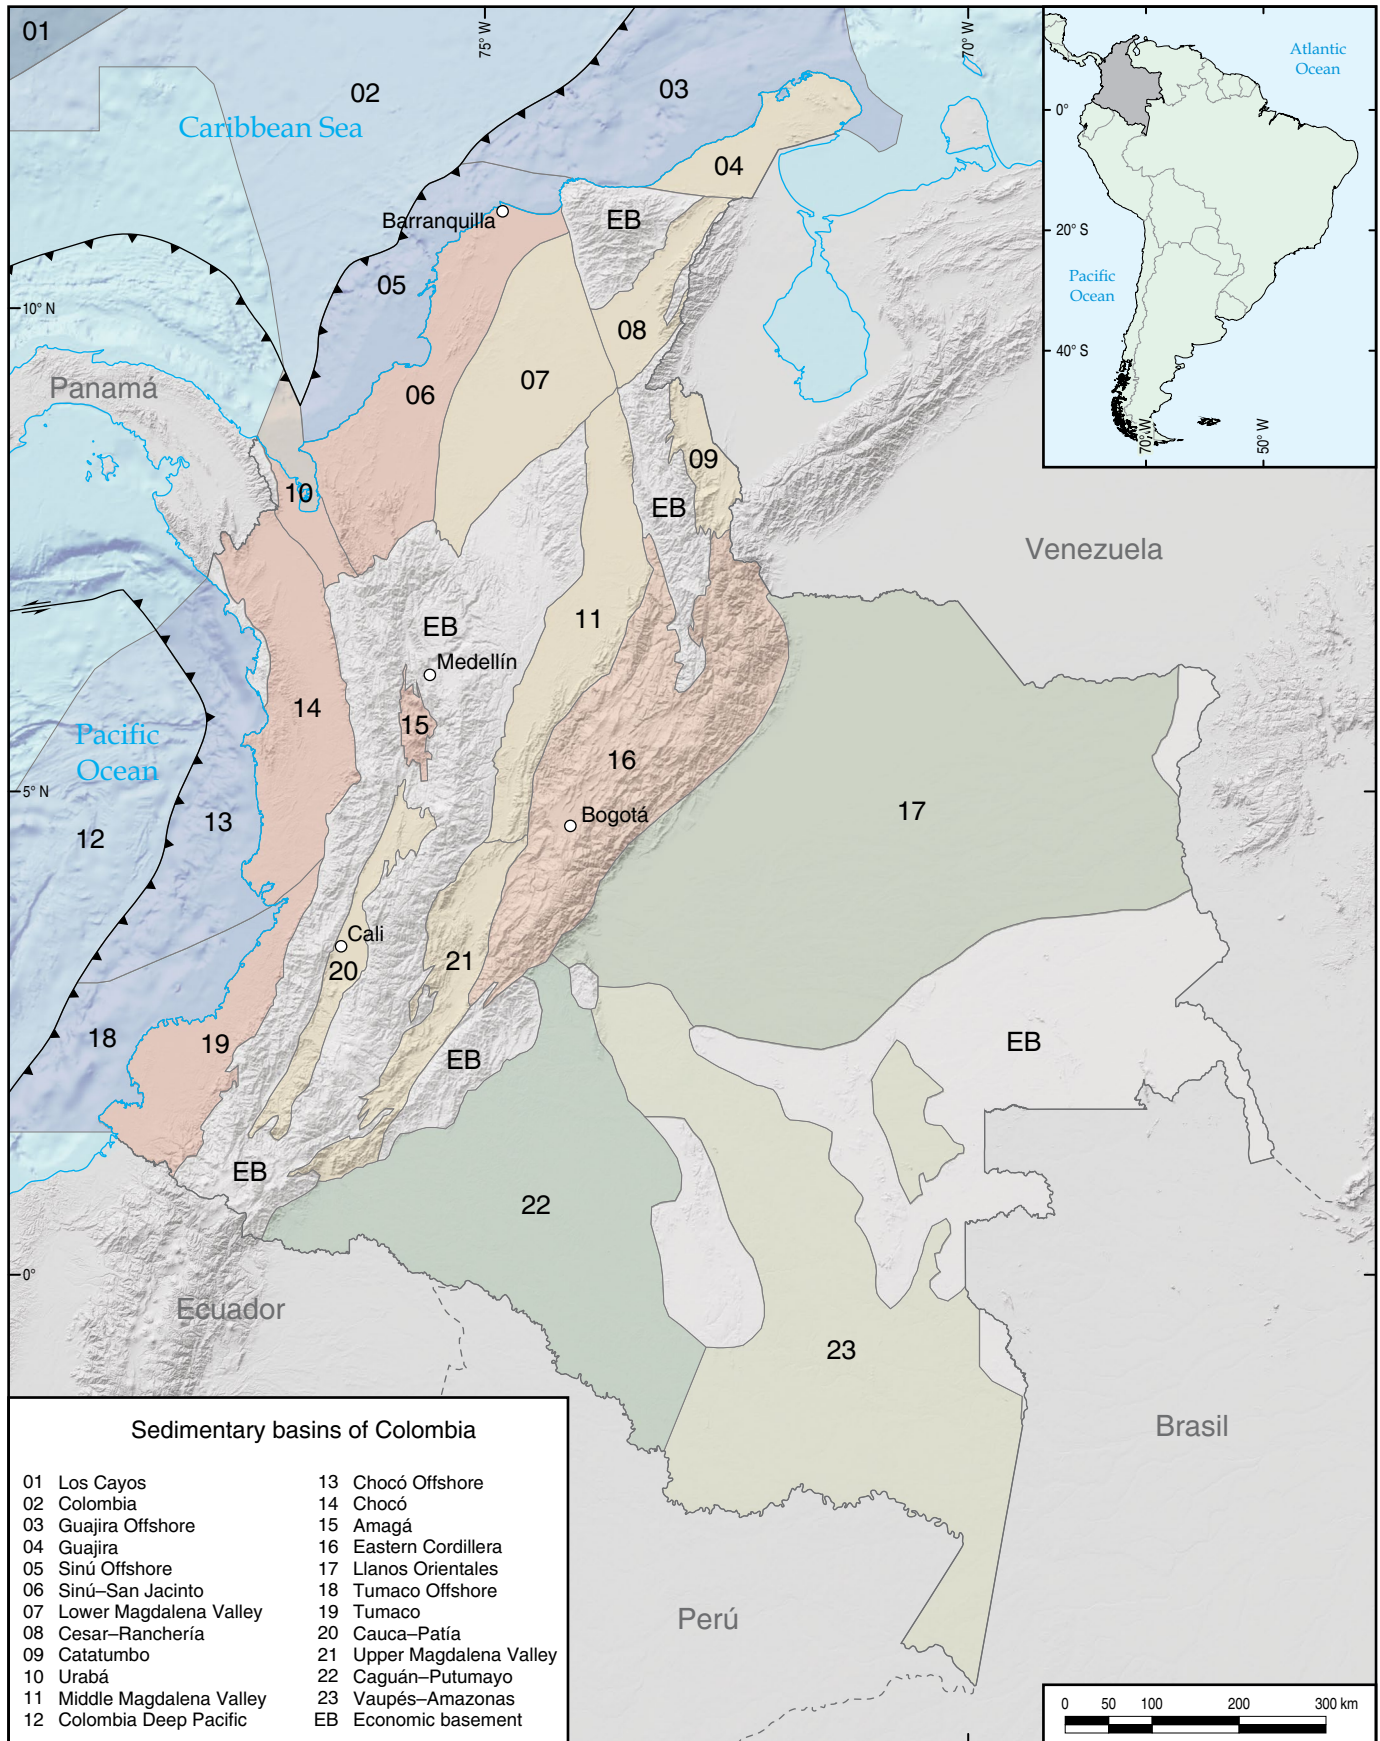 01
02
03
75° W
70° W
Caribbean Sea
04
Barranquilla
EB
05
10° N
08
07
06
Panamá
09
10
EB
Venezuela
11
EB
Medellín
14
15
Pacific
Ocean
16
5° N
13
12
Bogotá
17
Cali
20
21
18
19
EB
EB
EB
22
0°
Ecuador
23
Brasil
Perú
Atlantic
Ocean
0°
20° S
Pacific
Ocean
40° S
70° W
50° W
Sedimentary basins of Colombia
01 Los Cayos
02 Colombia
03 Guajira Offshore
04 Guajira
05 Sinú Offshore
06 Sinú–San Jacinto
07 Lower Magdalena Valley
08 Cesar–Ranchería
09 Catatumbo
10 Urabá
11 Middle Magdalena Valley
12 Colombia Deep Pacific
13 Chocó Offshore
14 Chocó
15 Amagá
16 Eastern Cordillera
17 Llanos Orientales
18 Tumaco Offshore
19 Tumaco
20 Cauca–Patía
21 Upper Magdalena Valley
22 Caguán–Putumayo
23 Vaupés–Amazonas
EB Economic basement
0 50 100 200 300 km